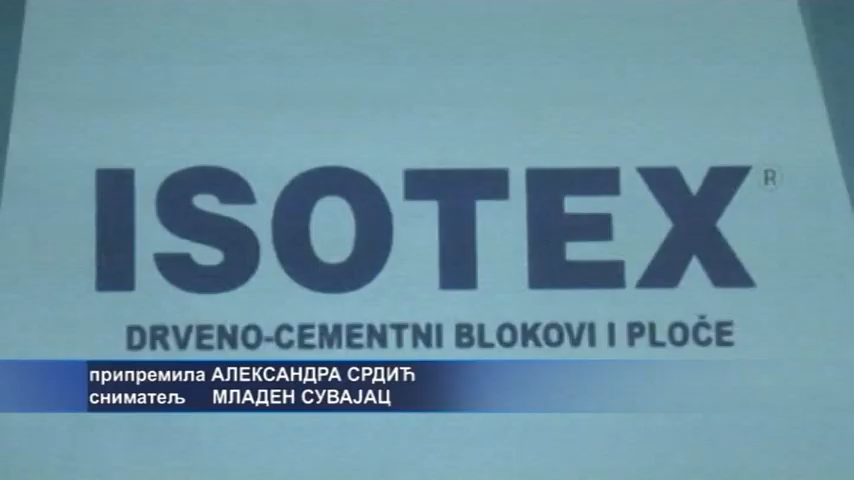 ISOTEX®
DRVENO-CEMENTNI BLOKOVI I PLOČE
припремила АЛЕКСАНДРА СРДИЋ
сниматељ МЛАДЕН СУВАЈАЦ